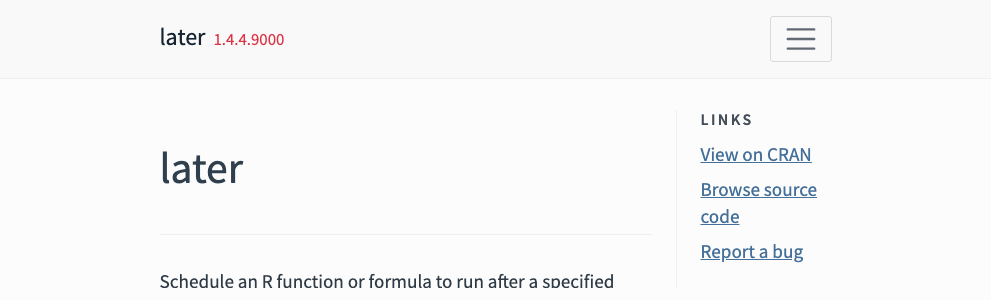 later 1.4.4.9000
later
Schedule an R function or formula to run after a specified
LINKS
View on CRAN
Browse source
code
Report a bug